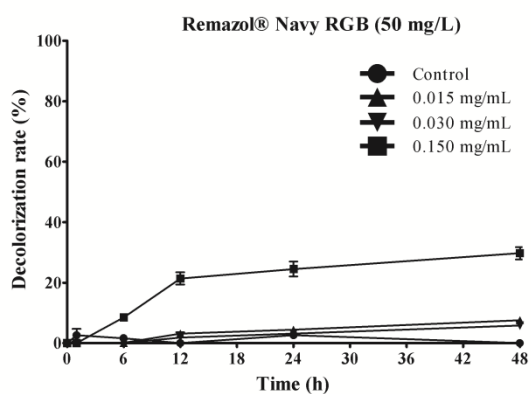 Remazol® Navy RGB (50 mg/L)
100
80
60
40
20
0
Decolorization rate (%)
Control
0.015 mg/mL
0.030 mg/mL
0.150 mg/mL
0 6 12 18 24 30 36 42 48
Time (h)